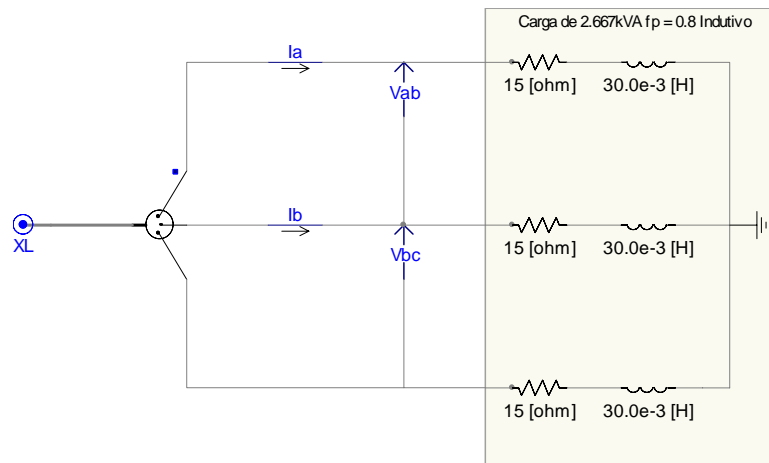 Carga de 2.667kVA fp = 0.8 Indutivo
Ia
15 [ohm] 30.0e-3 [H]
Vab
Ib
XL
15 [ohm] 30.0e-3 [H]
Vbc
15 [ohm] 30.0e-3 [H]